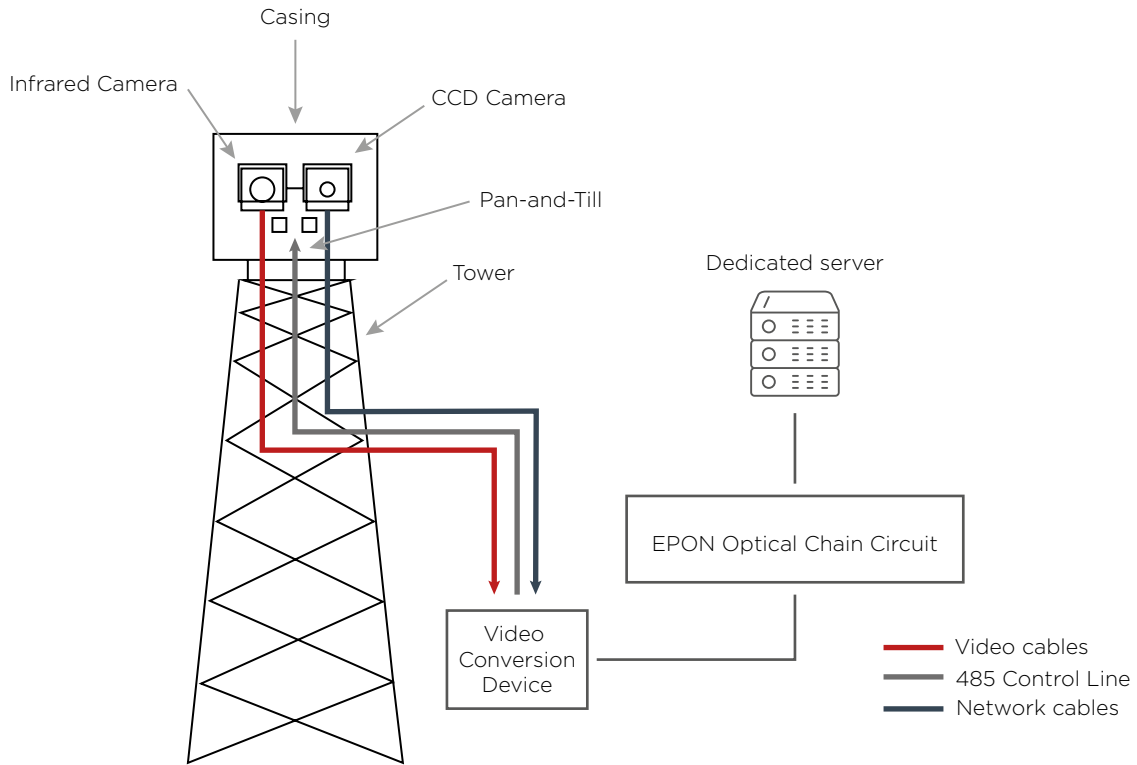 Casing
Infrared Camera
CCD Camera
Pan-and-Till
Tower
Dedicated server
EPON Optical Chain Circuit
Video
Conversion
Device
Video cables
485 Control Line
Network cables